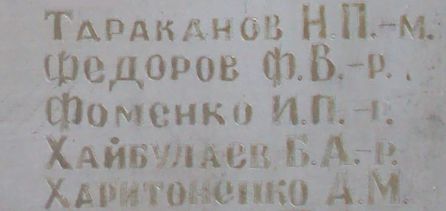 Тараканов Н.П.-м.
Федоров Ф.В.-р.
Фоменко И.П.-г.
Хайбулаев Б.А.-р.
Харитоненко А.М.